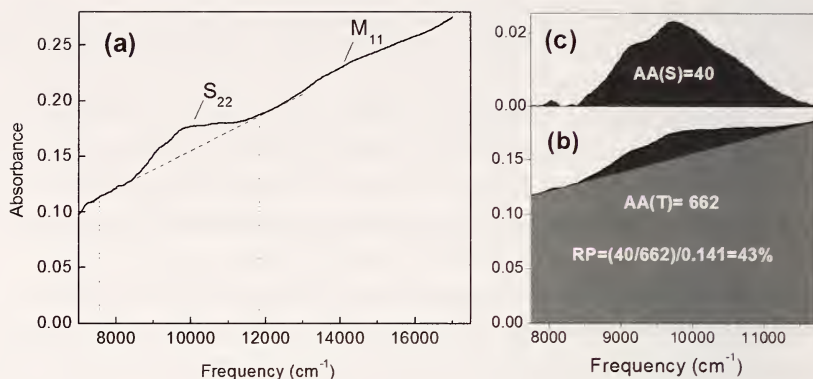 (a)
M11
S22
0.25
0.20
0.15
0.10
0.05
0.00
Absorbance
8000 10000 12000 14000 16000
Frequency (cm-1)
(c)
0.02
0.00
AA(S)=40
(b)
0.15
0.10
0.05
0.00
AA(T)= 662
RP=(40/662)/0.141=43%
8000 9000 10000 11000
Frequency (cm-1)